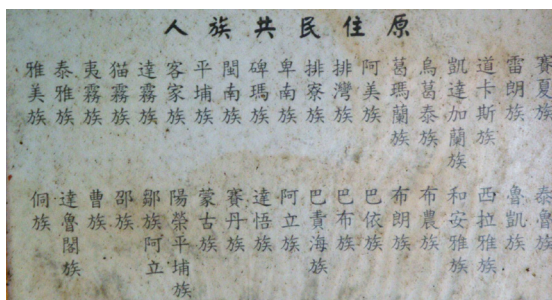 原住民共族族人
賽夏族
雷朗族
道卡斯族
凱達加蘭族
烏葛泰族
葛瑪蘭族
阿美族
排灣族
排寮族
卑南族
碑瑪族
閩南族
平埔族
客家族
達霧族
猫霧族
夷霧族
泰雅族
雅美族
泰魯族
魯凱族
西拉雅族
和安雅族
布農族
布朗族
巴依族
巴布族
巴賣海族
阿立族
達悟族
賽丹族
蒙古族
陽榮平埔族
鄒族阿立
邵族
曹族
達魯閣族
侗族